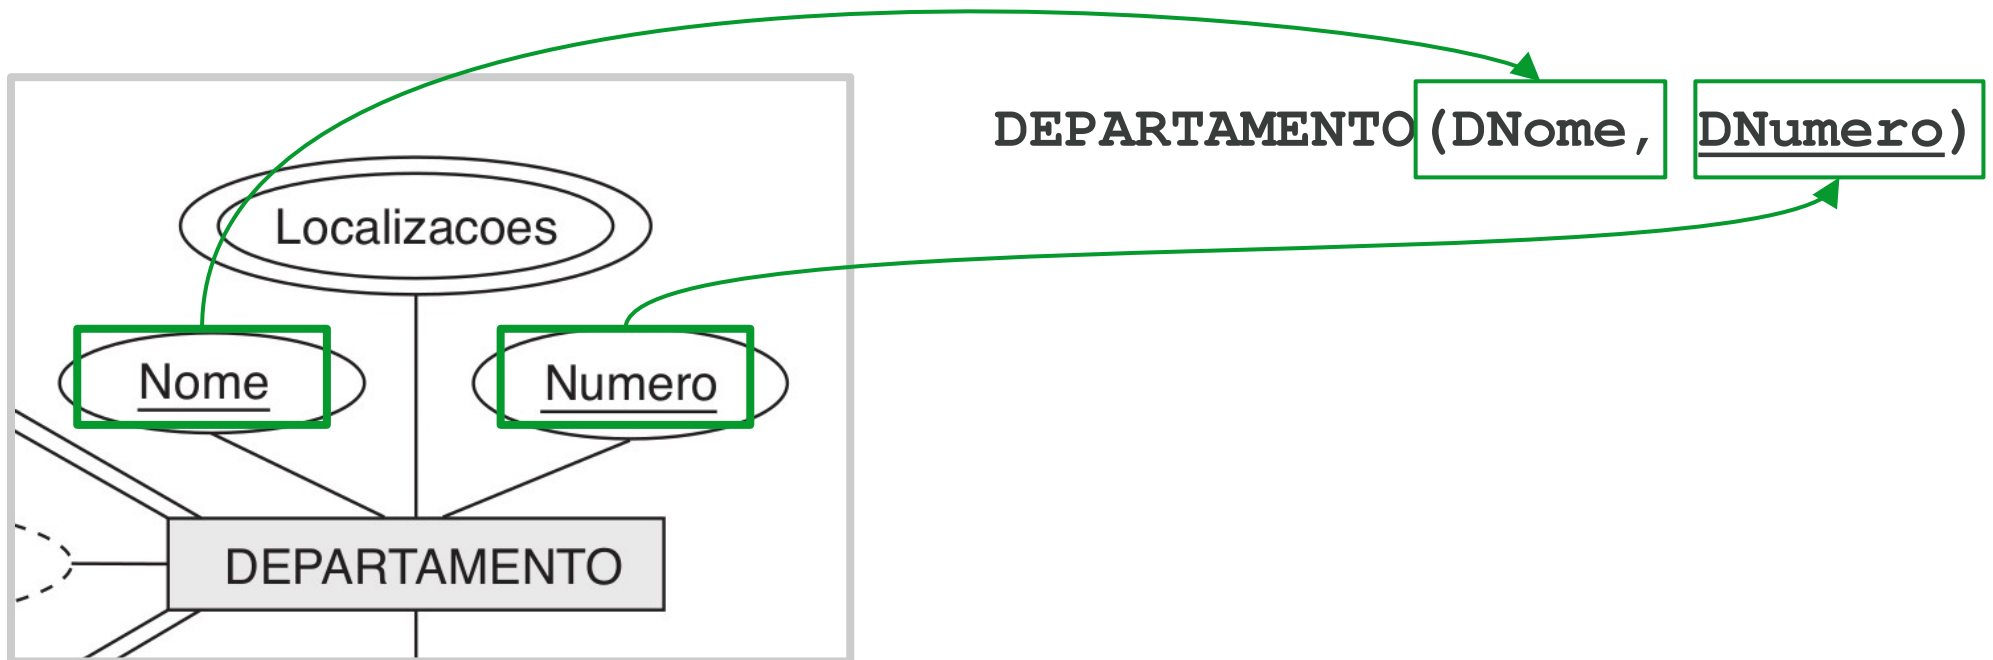 DEPARTAMENTO(DNome, DNumero)
Localizacoes
Nome
Numero
DEPARTAMENTO